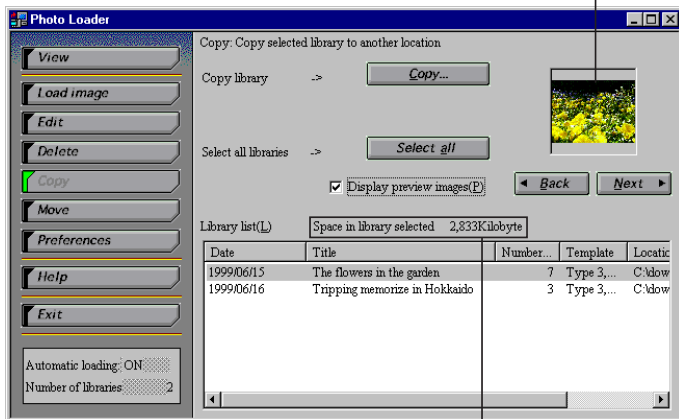 Photo Loader
View
Load image
Edit
Delete
Copy
Move
Preferences
Help
Exit
Automatic loading: ON
Number of libraries 2
Copy: Copy selected library to another location
Copy library -> Copy...
Select all libraries -> Select all
Display preview images(P)
Back Next
Library list(L) Space in library selected 2,833Kilobyte
Date Title Number... Template Locatic
1999/06/15 The flowers in the garden 7 Type 3,... C:\dow
1999/06/16 Tripping memorize in Hokkaido 3 Type 3,... C:\dow